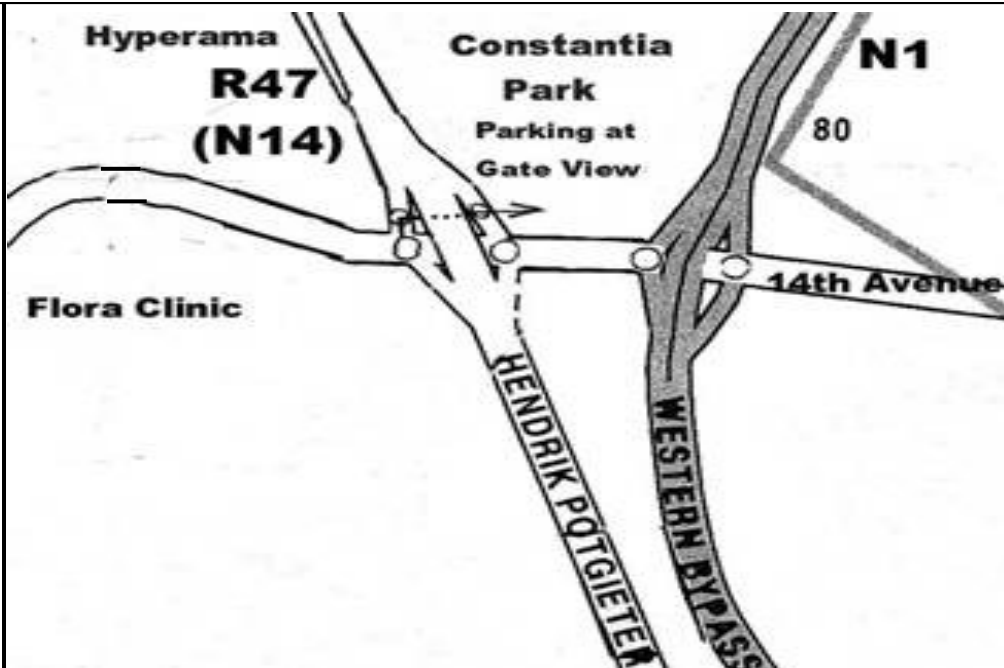 Hyperama
R47
(N14)
Constantia
Park
Parking at
Gate View
N1
80
Flora Clinic
14th Avenue
HENDRIK POTGIETER
WESTERN BYPASS